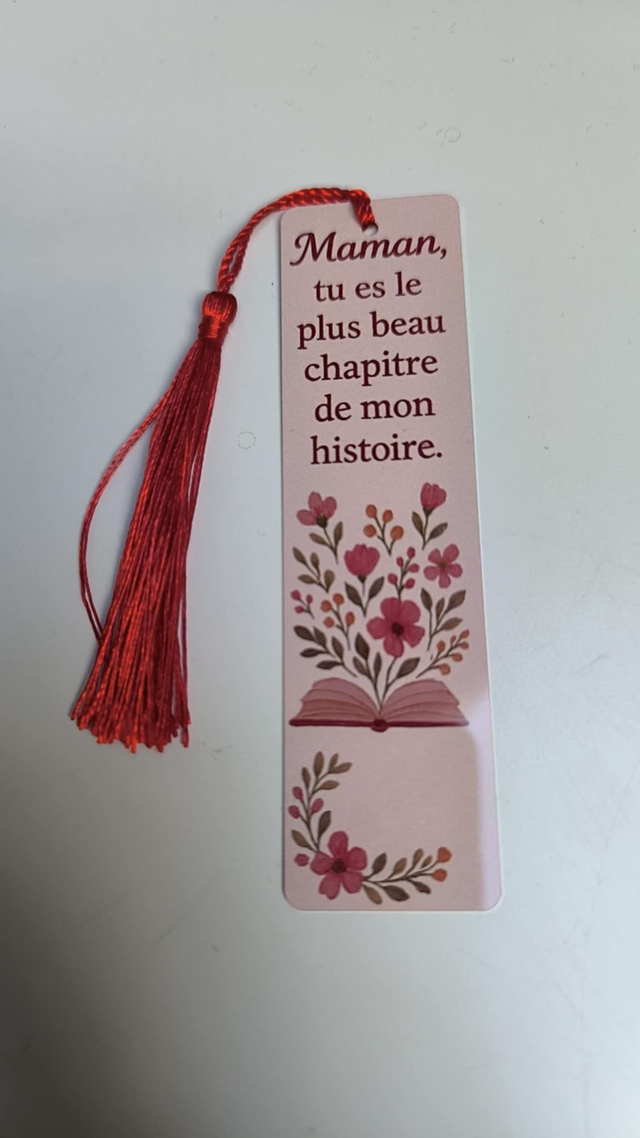 Maman,
tu es le
plus beau
chapitre
de mon
histoire.